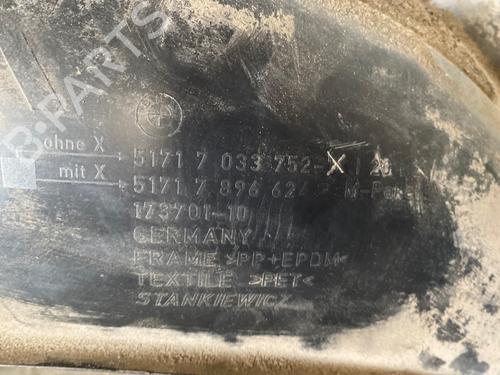 ohne X 5171 7 033 752-
mit X 5171 7 896
173701-10
GERMANY
FRAME >PP+EPDM<
TEXTILE >PET<
STANKIEWICZ
B-PARTS